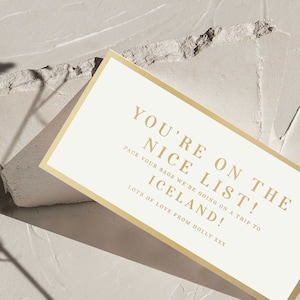 YOU'RE ON THE
NICE LIST!
PACK YOUR BAGS WE'RE GOING ON A TRIP TO
ICELAND!
LOTS OF LOVE FROM HOLLY XXX